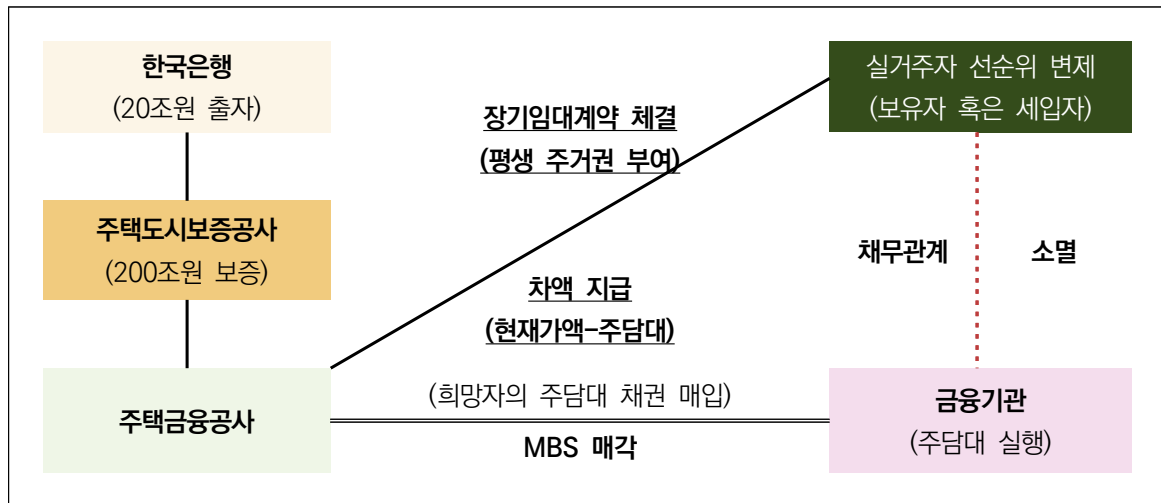 한국은행
(20조원 출자)
실거주자 선순위 변제
(보유자 혹은 세입자)
장기임대계약 체결
(평생 주거권 부여)
주택도시보증공사
(200조원 보증)
채무관계 소멸
차액 지급
(현재가액-주담대)
주택금융공사
(희망자의 주담대 채권 매입)
MBS 매각
금융기관
(주담대 실행)